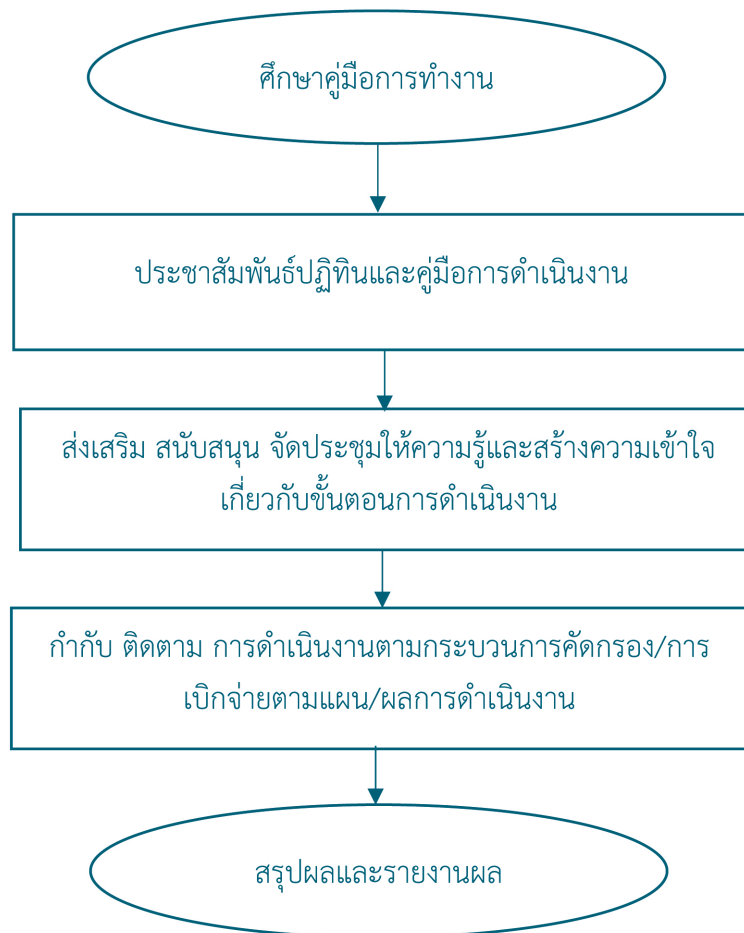 ศึกษาคู่มือการทำงาน
ประชาสัมพันธ์ปฏิทินและคู่มือการดำเนินงาน
ส่งเสริม สนับสนุน จัดประชุมให้ความรู้และสร้างความเข้าใจ
เกี่ยวกับขั้นตอนการดำเนินงาน
กำกับ ติดตาม การดำเนินงานตามกระบวนการคัดกรอง/การ
เบิกจ่ายตามแผน/ผลการดำเนินงาน
สรุปผลและรายงานผล